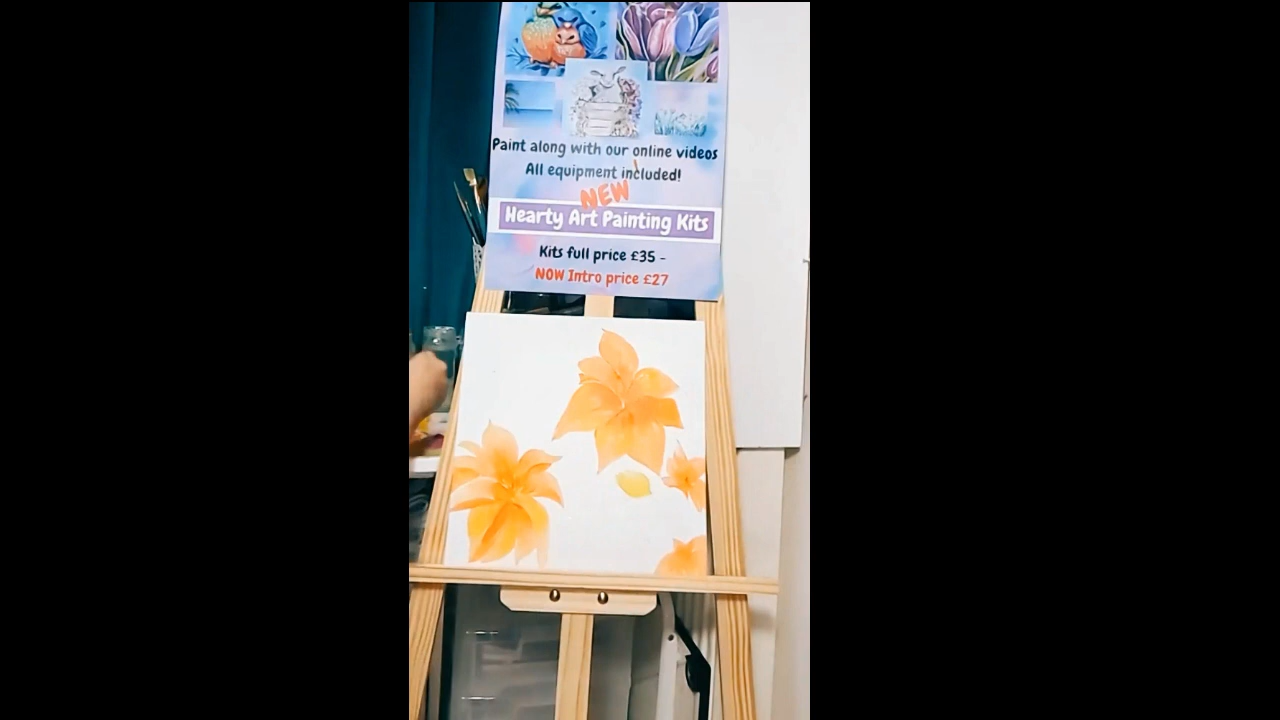 Paint along with our online videos
All equipment included!
NEW
Hearty Art Painting Kits
Kits full price £35 -
NOW Intro price £27